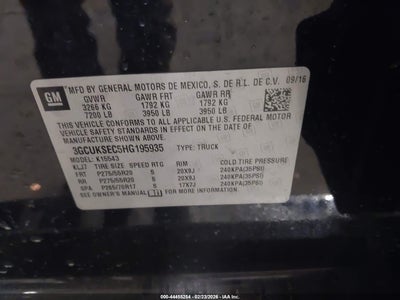 GM
MFD BY GENERAL MOTORS DE MEXICO, S. DE R.L. DE C.V. 09/16
GVWR GAWR FRT GAWR RR
3266 KG 1792 KG 1792 KG
7200 LB 3950 LB 3950 LB
THIS VEHICLE CONFORMS TO ALL APPLICABLE U.S. FEDERAL MOTOR
VEHICLE SAFETY STANDARDS IN EFFECT ON THE DATE OF
MANUFACTURE SHOWN ABOVE.
3GCUKSEC5HG195935 TYPE: TRUCK
MODEL: K15543
TIRE SIZE SPEED RTG RIM COLD TIRE PRESSURE
FRT P275/55R20 S 20X9J 240KPA(35PSI)
RR P275/55R20 S 20X9J 240KPA(35PSI)
SPA P265/70R17 17X7J 240KPA(35PSI)
SEE OWNER'S MANUAL FOR ADDITIONAL INFORMATION
000-44455264 - 02/23/2026 - IAA Inc.